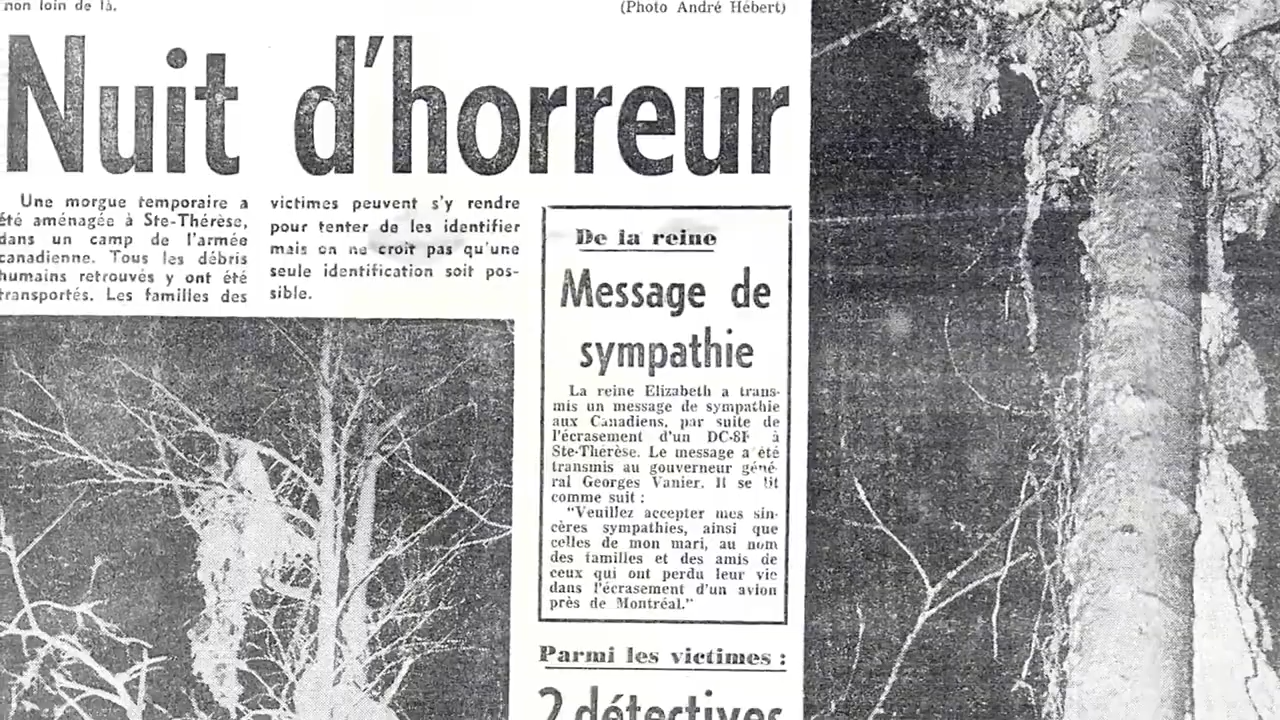 non loin de là.
(Photo André Hébert)
Nuit d'horreur
Une morgue temporaire a
été aménagée à Ste-Thérèse,
dans un camp de l'armée
canadienne. Tous les débris
humains retrouvés y ont été
transportés. Les familles des
victimes peuvent s'y rendre
pour tenter de les identifier
mais on ne croit pas qu'une
seule identification soit pos-
sible.
De la reine
Message de
sympathie
La reine Elizabeth a trans-
mis un message de sympathie
aux Canadiens, par suite de
l'écrasement d'un DC-8F à
Ste-Thérèse. Le message a été
transmis au gouverneur géné-
ral Georges Vanier. Il se lit
comme suit :
"Veuillez accepter mes sin-
cères sympathies, ainsi que
celles de mon mari, au nom
des familles et des amis de
ceux qui ont perdu leur vie
dans l'écrasement d'un avion
près de Montréal."
Parmi les victimes :
2 détectives